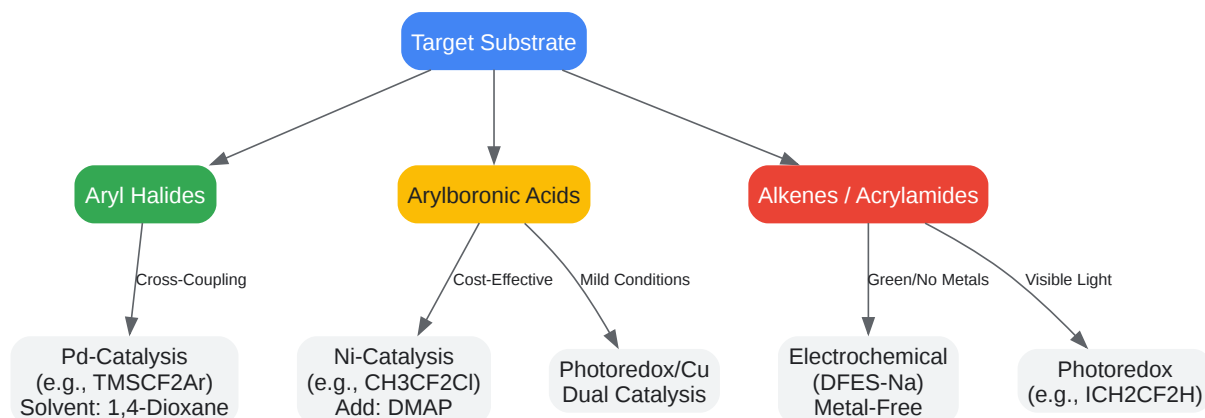 Target Substrate
Aryl Halides
Arylboronic Acids
Alkenes / Acrylamides
Cross-Coupling
Cost-Effective
Mild Conditions
Green/No Metals
Visible Light
Pd-Catalysis
(e.g., TMSCF2Ar)
Solvent: 1,4-Dioxane
Ni-Catalysis
(e.g., CH3CF2Cl)
Add: DMAP
Photoredox/Cu
Dual Catalysis
Electrochemical
(DFES-Na)
Metal-Free
Photoredox
(e.g., ICH2CF2H)